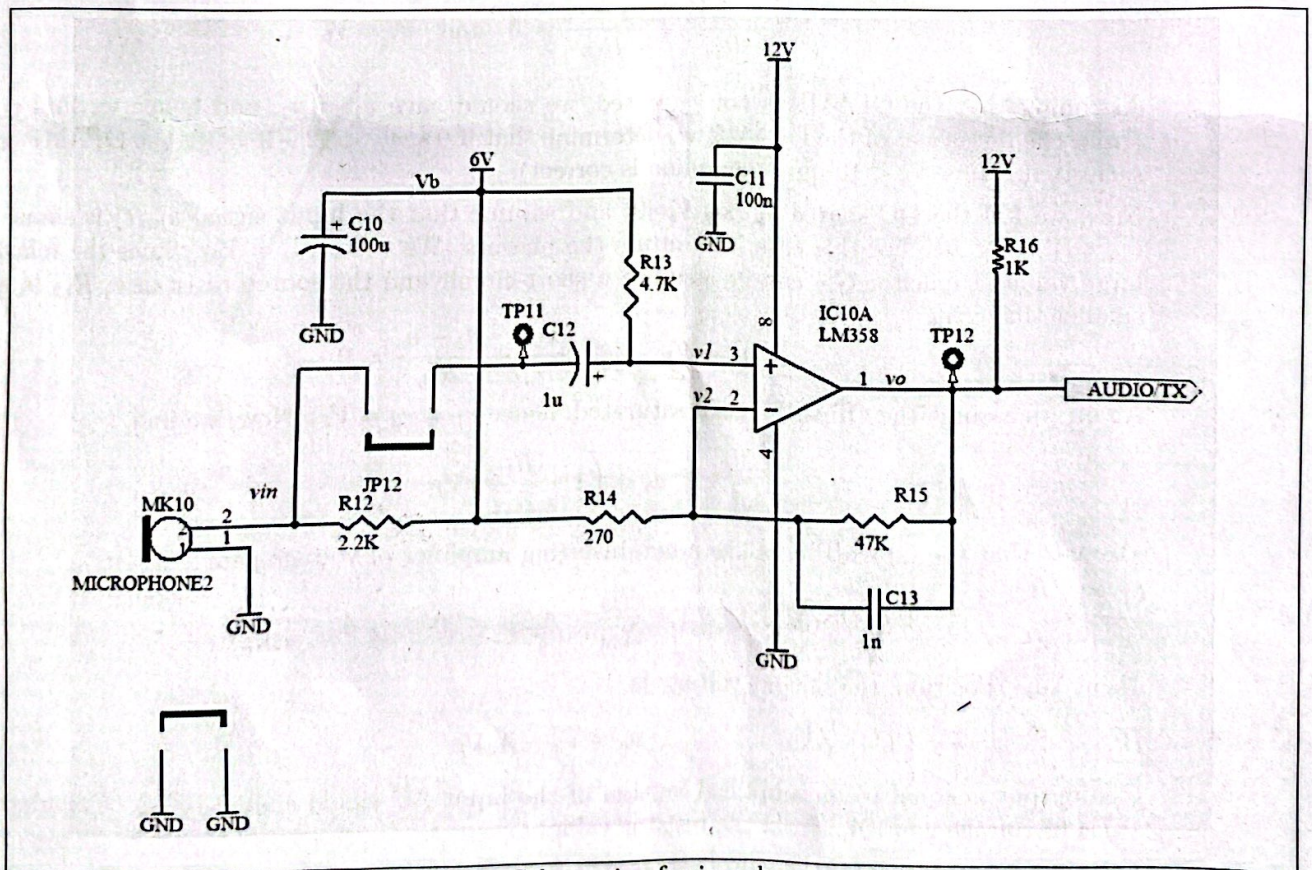 12V
6V
12V
Vb
+ C10
100u
C11
100n
GND
R16
1K
R13
4.7K
GND
TP11
C12
IC10A
LM358
TP12
8
v1 3
+
1 vo
AUDIO/TX
1u
+
v2 2
−
4
JP12
vin
MK10
R12
R14
R15
2
1
2
1
2.2K
270
47K
MICROPHONE2
C13
GND
1n
GND
GND
GND